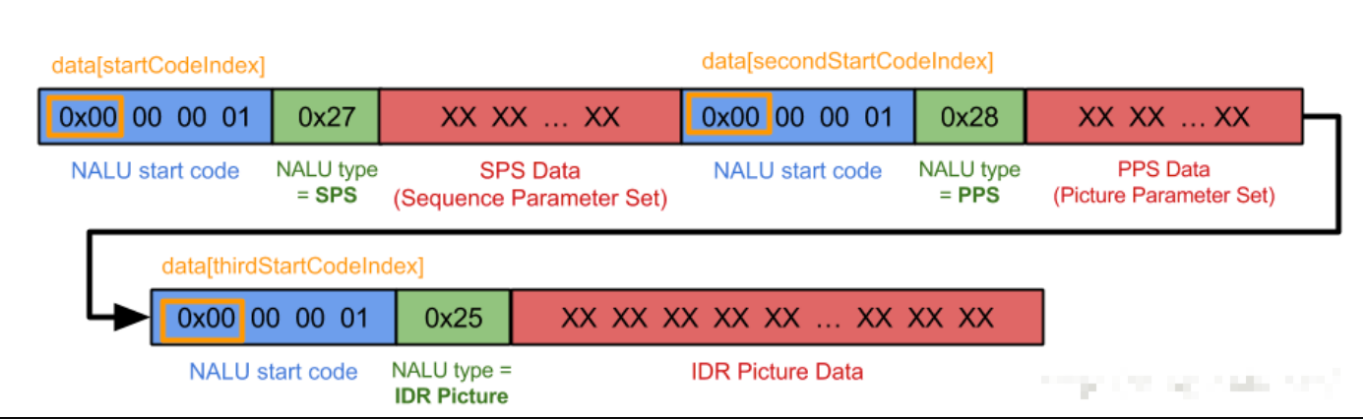 data[startCodeIndex]
data[secondStartCodeIndex]
0x00 00 00 01 0x27 XX XX ... XX 0x00 00 00 01 0x28 XX XX ... XX
NALU start code NALU type SPS Data NALU start code NALU type PPS Data
= SPS (Sequence Parameter Set) = PPS (Picture Parameter Set)
data[thirdStartCodeIndex]
0x00 00 00 01 0x25 XX XX XX XX XX ... XX XX XX
NALU start code NALU type = IDR Picture Data
IDR Picture